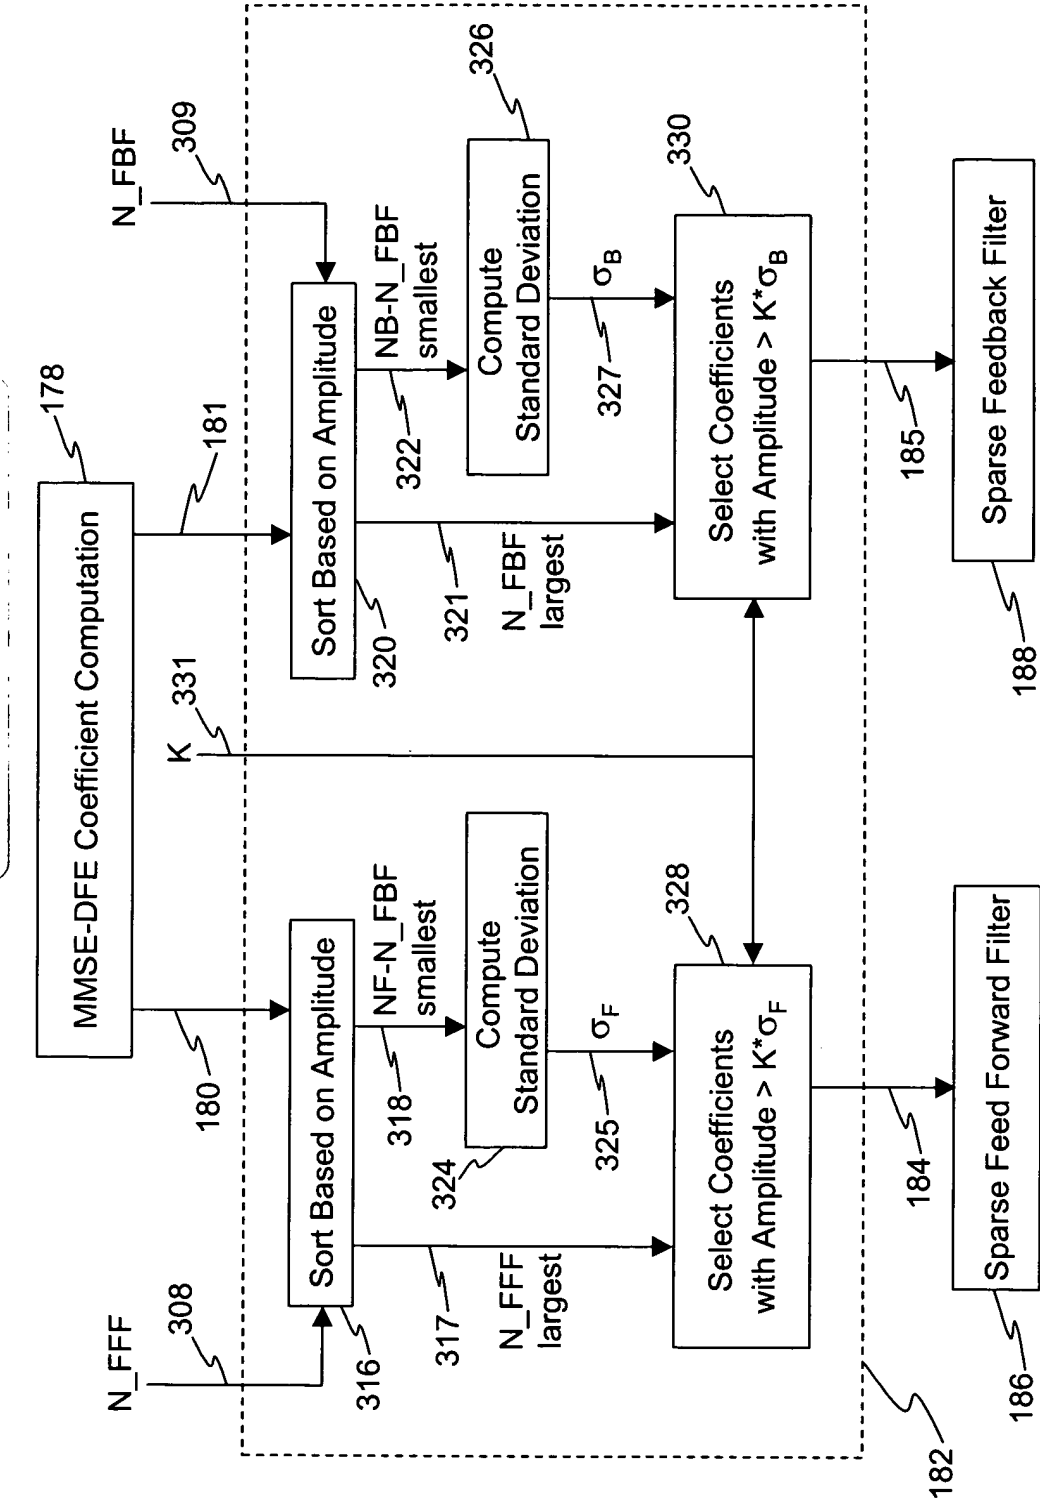 MMSE-DFE Coefficient Computation
178
N_FFF
308
180
K
331
181
N_FBF
309
Sort Based on Amplitude
316
Sort Based on Amplitude
320
317
N_FFF
largest
318
NF-N_FBF
smallest
321
N_FBF
largest
322
NB-N_FBF
smallest
Compute
Standard Deviation
324
Compute
Standard Deviation
326
325
σF
327
σB
Select Coefficients
with Amplitude > K*σF
328
Select Coefficients
with Amplitude > K*σB
330
182
184
185
Sparse Feed Forward Filter
186
Sparse Feedback Filter
188